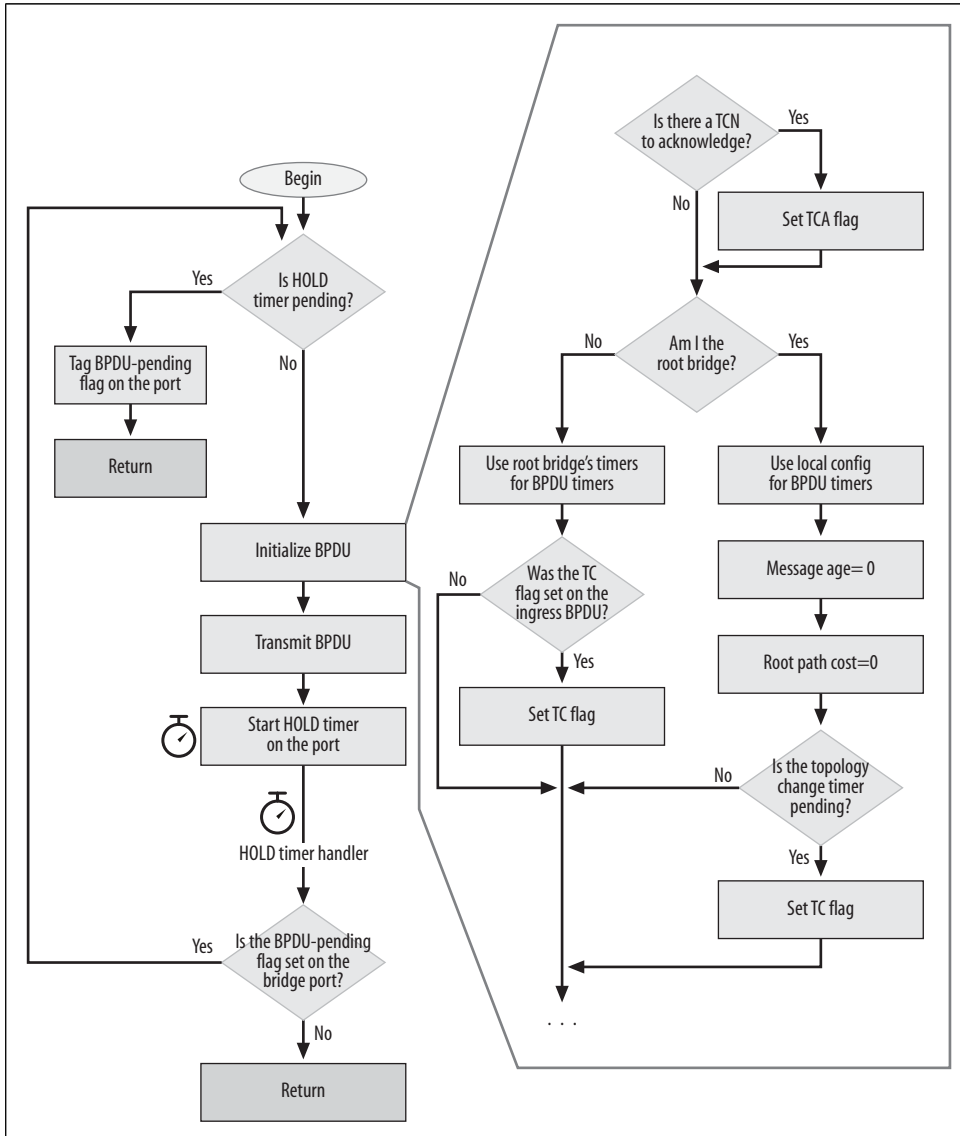 Begin
Is HOLD
timer pending?
Yes
No
Tag BPDU-pending
flag on the port
Return
Initialize BPDU
Transmit BPDU
Start HOLD timer
on the port
HOLD timer handler
Is the BPDU-pending
flag set on the
bridge port?
Yes
No
Return
Is there a TCN
to acknowledge?
Yes
No
Set TCA flag
Am I the
root bridge?
No
Yes
Use root bridge's timers
for BPDU timers
Was the TC
flag set on the
ingress BPDU?
No
Yes
Set TC flag
Use local config
for BPDU timers
Message age= 0
Root path cost=0
Is the topology
change timer
pending?
No
Yes
Set TC flag
. . .